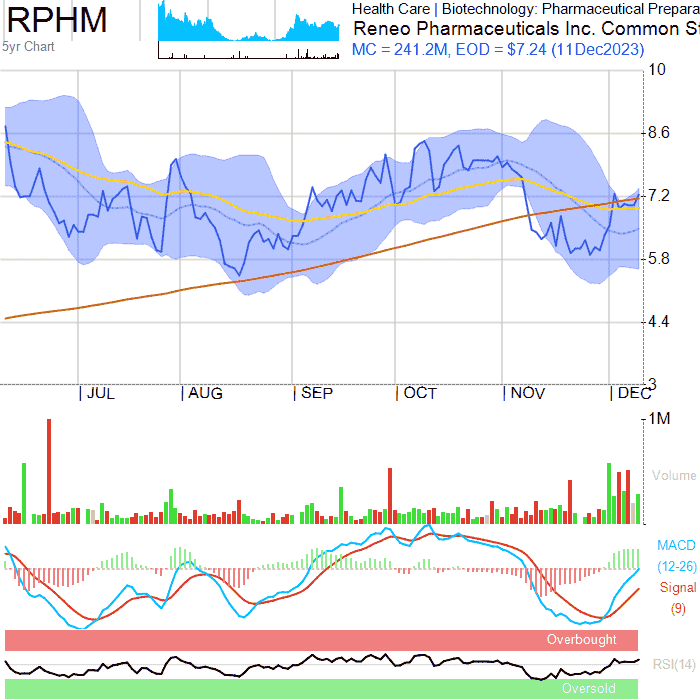 RPHM
5yr Chart
Health Care | Biotechnology: Pharmaceutical Prepara
Reneo Pharmaceuticals Inc. Common St
MC = 241.2M, EOD = $7.24 (11Dec2023)
10
8.6
7.2
5.8
4.4
3
| JUL
| AUG
| SEP
| OCT
| NOV
| DEC
1M
Volume
MACD
(12-26)
Signal
(9)
Overbought
RSI(14)
Oversold